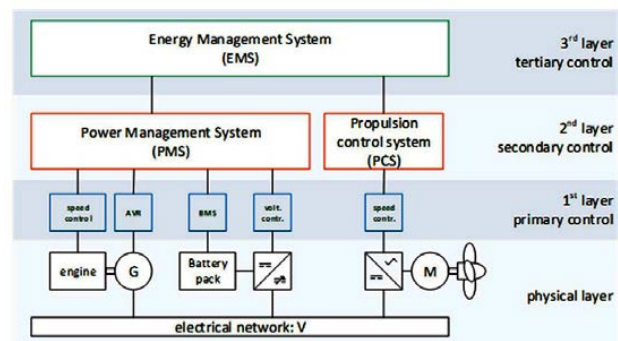 Energy Management System
(EMS)
3rd layer
tertiary control
Power Management System
(PMS)
Propulsion
control system
(PCS)
2nd layer
secondary control
speed
control
AVR
BMS
volt.
contr.
speed
contr.
1st layer
primary control
engine
G
Battery
pack
M
physical layer
electrical network: V